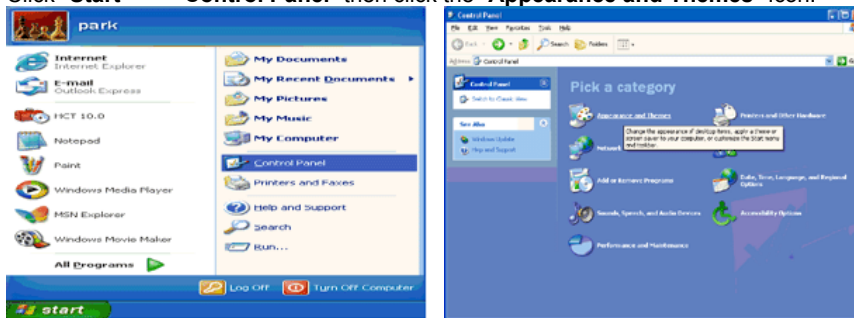 Click "Start" — "Control Panel" then click the "Appearance and Themes" icon.
park
Internet
Internet Explorer
E-mail
Outlook Express
HCT 10.0
Notepad
Paint
Windows Media Player
MSN Explorer
Windows Movie Maker
All Programs
My Documents
My Recent Documents
My Pictures
My Music
My Computer
Control Panel
Printers and Faxes
Help and Support
Search
Run...
Log Off
Turn Off Computer
start
Control Panel
File Edit View Favorites Tools Help
Back Search Folders
Address Control Panel
Control Panel
Switch to Classic View
See Also
Windows Update
Help and Support
Pick a category
Appearance and Themes
Printers and Other Hardware
Change the appearance of desktop items, apply a theme or
screen saver to your computer, or customize the Start menu
and taskbar.
Network
Add or Remove Programs
Date, Time, Language, and Regional
Options
Sounds, Speech, and Audio Devices
Accessibility Options
Performance and Maintenance